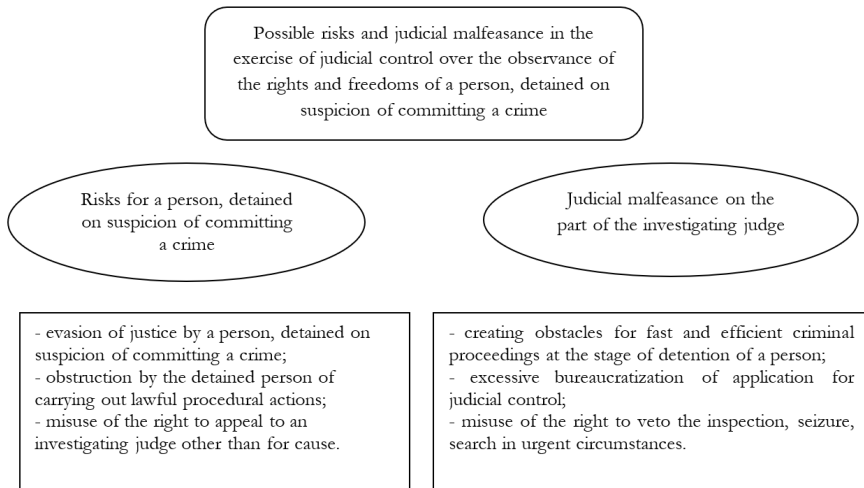 Possible risks and judicial malfeasance in the
exercise of judicial control over the observance of
the rights and freedoms of a person, detained on
suspicion of committing a crime
Risks for a person, detained
on suspicion of committing
a crime
Judicial malfeasance on the
part of the investigating judge
- evasion of justice by a person, detained on
suspicion of committing a crime;
- obstruction by the detained person of
carrying out lawful procedural actions;
- misuse of the right to appeal to an
investigating judge other than for cause.
- creating obstacles for fast and efficient criminal
proceedings at the stage of detention of a person;
- excessive bureaucratization of application for
judicial control;
- misuse of the right to veto the inspection, seizure,
search in urgent circumstances.